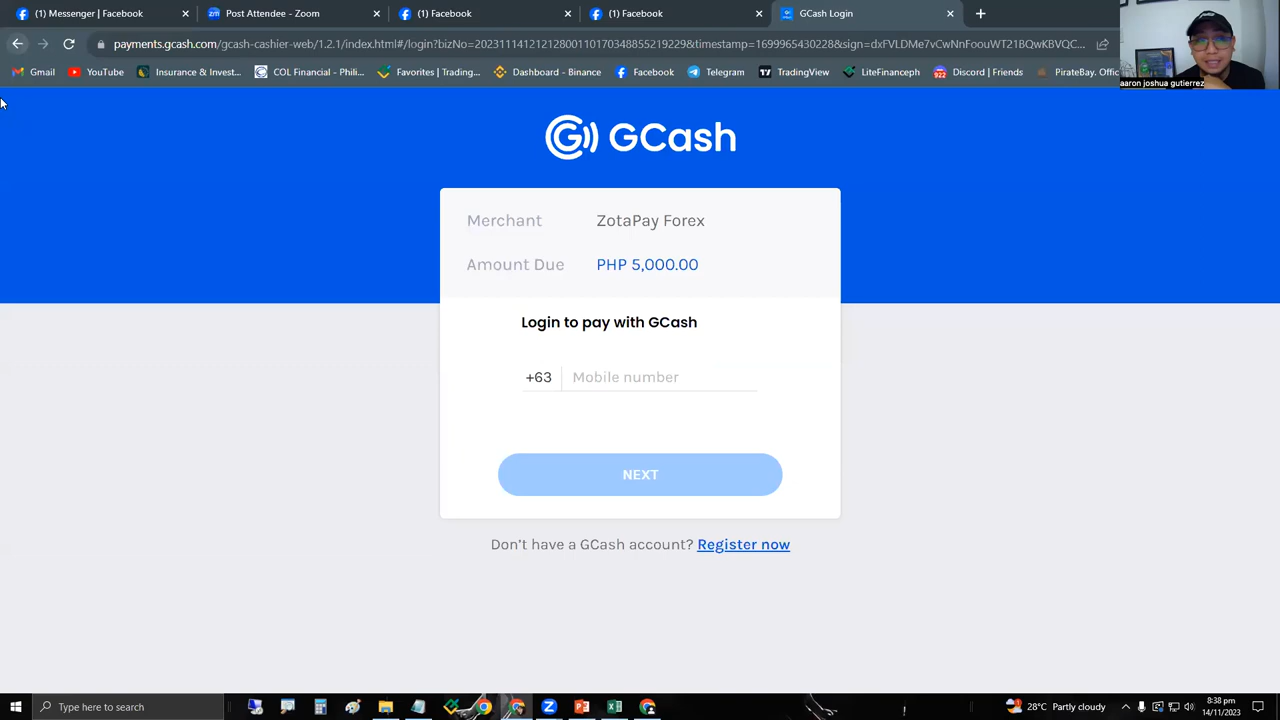 (1) Messenger | Facebook
Post Attendee - Zoom
(1) Facebook
(1) Facebook
GCash Login
payments.gcash.com/gcash-cashier-web/1.2.1/index.html#/login?bizNo=20231114121212800110170348855219229&timestamp=1699965430228&sign=dxFVLDMe7vCwNnFoouWT21BQwKBVQC...
Gmail
YouTube
Insurance & Invest...
COL Financial - Phili...
Favorites | Trading...
Dashboard - Binance
Facebook
Telegram
TradingView
LiteFinanceph
Discord | Friends
PirateBay. Offic
aaron joshua gutierrez
GCash
Merchant ZotaPay Forex
Amount Due PHP 5,000.00
Login to pay with GCash
+63 Mobile number
NEXT
Don't have a GCash account? Register now
Type here to search
28°C Partly cloudy
8:38 pm
14/11/2023